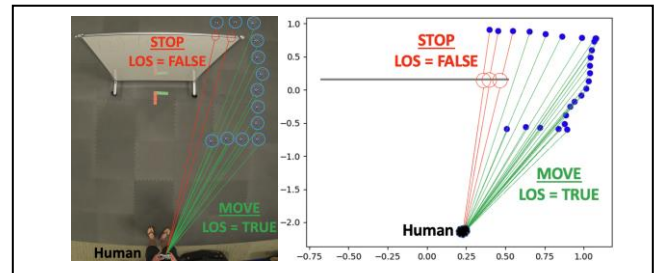 STOP
LOS = FALSE
MOVE
LOS = TRUE
Human
1.0
0.5
0.0
-0.5
-1.0
-1.5
-2.0
STOP
LOS = FALSE
MOVE
LOS = TRUE
Human
-0.75 -0.50 -0.25 0.00 0.25 0.50 0.75 1.00